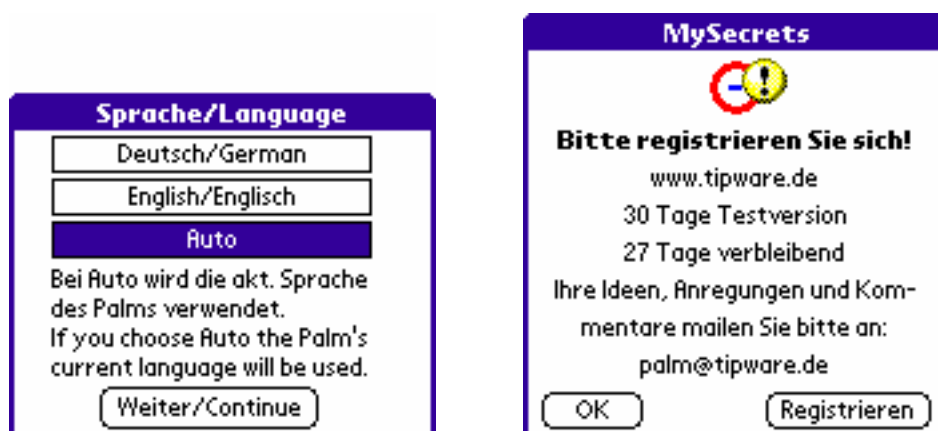 Sprache/Language
Deutsch/German
English/Englisch
Auto
Bei Auto wird die akt. Sprache
des Palms verwendet.
If you choose Auto the Palm's
current language will be used.
Weiter/Continue
MySecrets
Bitte registrieren Sie sich!
www.tipware.de
30 Tage Testversion
27 Tage verbleibend
Ihre Ideen, Anregungen und Kom-
mentare mailen Sie bitte an:
palm@tipware.de
OK
Registrieren